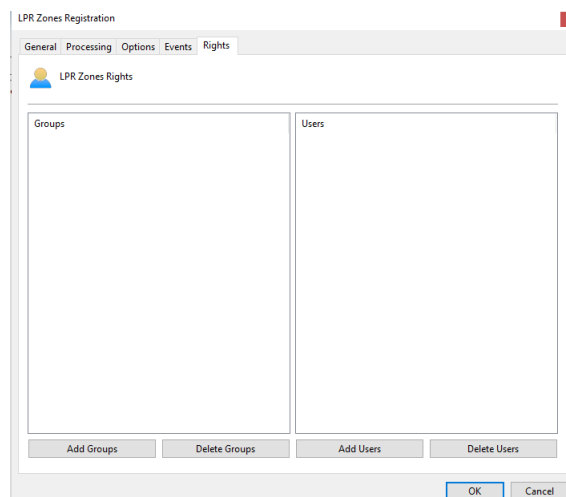 LPR Zones Registration
General Processing Options Events Rights
LPR Zones Rights
Groups Users
Add Groups Delete Groups Add Users Delete Users
OK Cancel